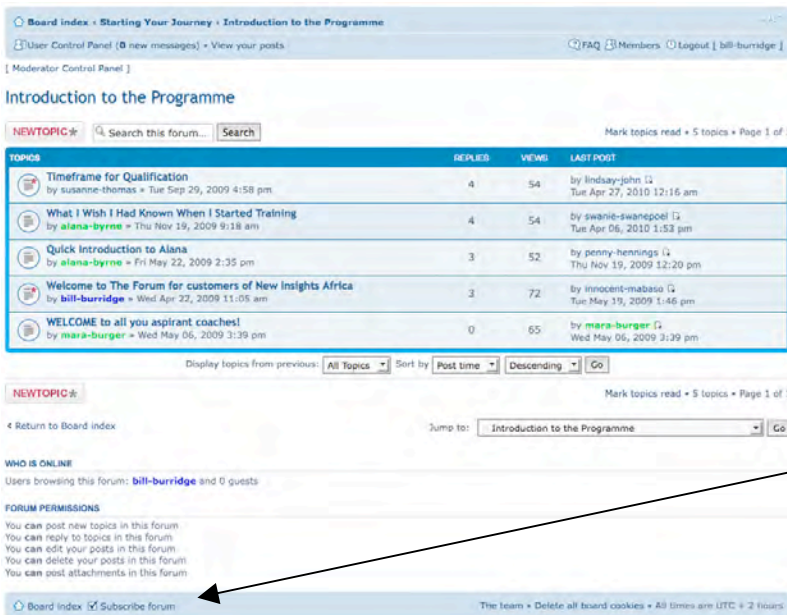 Board index ‹ Starting Your Journey ‹ Introduction to the Programme
User Control Panel (0 new messages) • View your posts
FAQ Members Logout [ bill-burridge ]
[ Moderator Control Panel ]
Introduction to the Programme
NEWTOPIC* Search this forum... Search
Mark topics read • 5 topics • Page 1 of
TOPICS REPLIES VIEWS LAST POST
Timeframe for Qualification
by susanne-thomas » Tue Sep 29, 2009 4:58 pm
4 54
by lindsay-john
Tue Apr 27, 2010 12:16 am
What I Wish I Had Known When I Started Training
by alana-byrne » Thu Nov 19, 2009 9:18 am
4 54
by swanie-swanepoel
Tue Apr 06, 2010 1:53 pm
Quick Introduction to Alana
by alana-byrne » Fri May 22, 2009 2:35 pm
3 52
by penny-hennings
Thu Nov 19, 2009 12:20 pm
Welcome to The Forum for customers of New Insights Africa
by bill-burridge » Wed Apr 22, 2009 11:05 am
3 72
by innocent-mabaso
Tue May 19, 2009 1:46 pm
WELCOME to all you aspirant coaches!
by mara-burger » Wed May 06, 2009 3:39 pm
0 65
by mara-burger
Wed May 06, 2009 3:39 pm
Display topics from previous: All Topics Sort by Post time Descending Go
NEWTOPIC*
Mark topics read • 5 topics • Page 1 of
‹ Return to Board index
Jump to: Introduction to the Programme Go
WHO IS ONLINE
Users browsing this forum: bill-burridge and 0 guests
FORUM PERMISSIONS
You can post new topics in this forum
You can reply to topics in this forum
You can edit your posts in this forum
You can delete your posts in this forum
You can post attachments in this forum
Board index Subscribe forum
The team • Delete all board cookies • All times are UTC + 2 hours